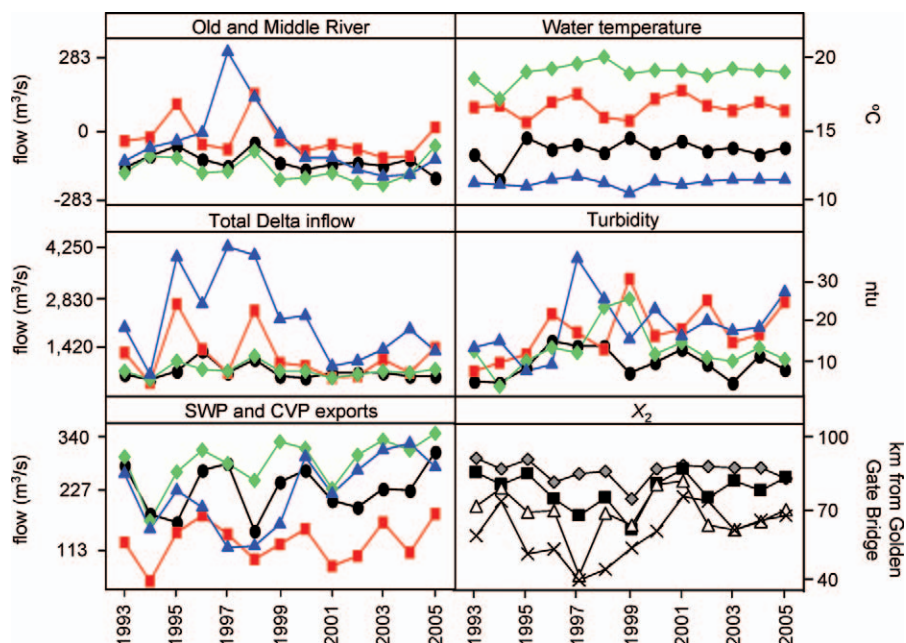 Old and Middle River
Water temperature
flow (m³/s)
283
0
-283
20
15
10
ºC
Total Delta inflow
Turbidity
flow (m³/s)
4,250
2,830
1,420
30
20
10
ntu
SWP and CVP exports
X₂
flow (m³/s)
340
227
113
100
70
40
km from Golden
Gate Bridge
1993
1995
1997
1999
2001
2003
2005
1993
1995
1997
1999
2001
2003
2005